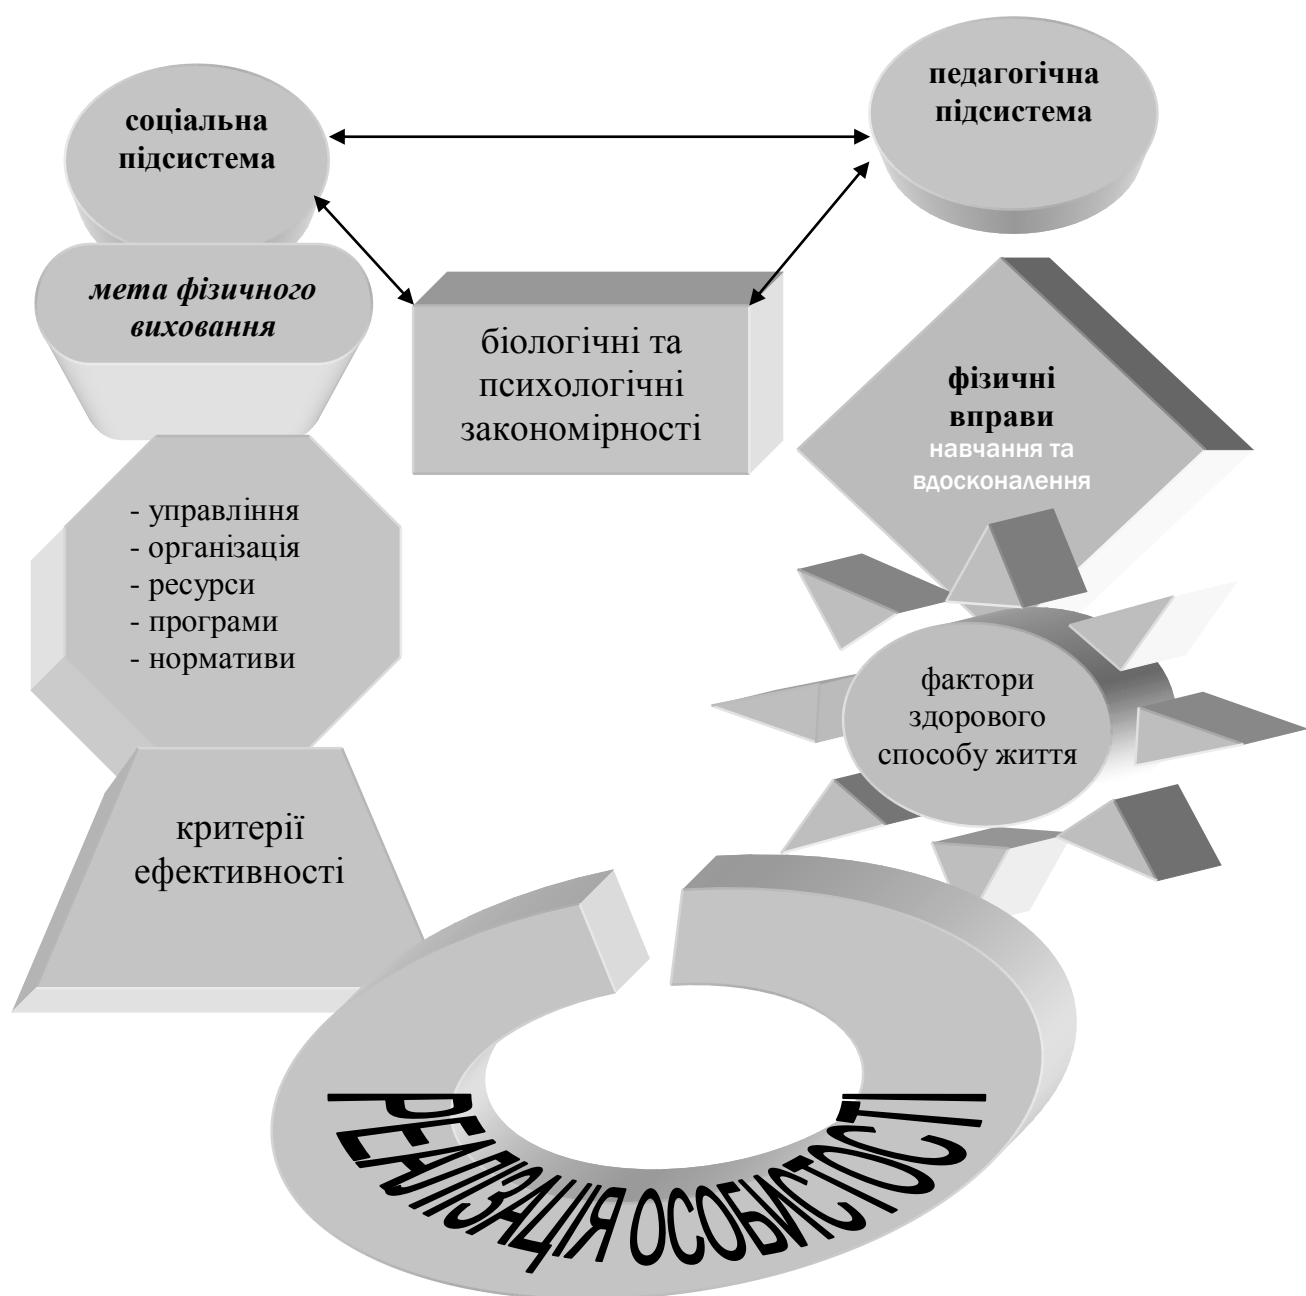 соціальна
підсистема
педагогічна
підсистема
мета фізичного
виховання
біологічні та
психологічні
закономірності
фізичні
вправи
навчання та
вдосконалення
- управління
- організація
- ресурси
- програми
- нормативи
фактори
здорового
способу життя
критерії
ефективності
РЕАЛІЗАЦІЯ ОСОБИСТОСТІ